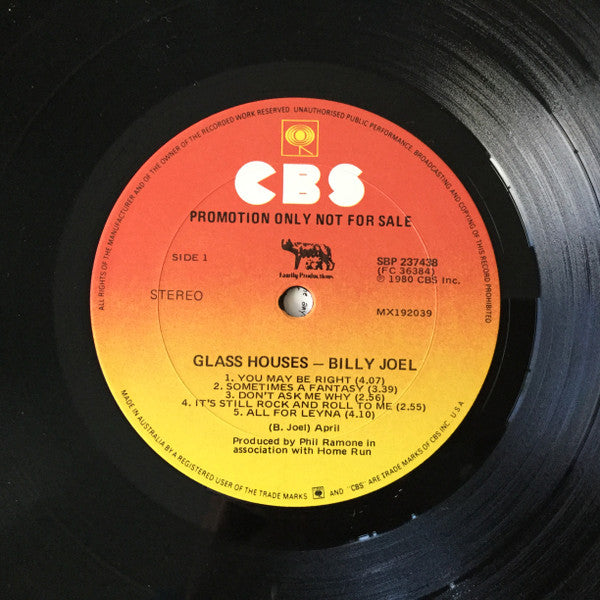 ALL RIGHTS OF THE MANUFACTURER AND OF THE OWNER OF THE RECORDED WORK RESERVED. UNAUTHORISED PUBLIC PERFORMANCE, BROADCASTING AND COPYING OF THIS RECORD PROHIBITED
CBS
PROMOTION ONLY NOT FOR SALE
SIDE 1
Family Productions
SBP 237438
(FC 36384)
℗ 1980 CBS Inc.
STEREO
MX192039
GLASS HOUSES — BILLY JOEL
1. YOU MAY BE RIGHT (4.07)
2. SOMETIMES A FANTASY (3.39)
3. DON'T ASK ME WHY (2.56)
4. IT'S STILL ROCK AND ROLL TO ME (2.55)
5. ALL FOR LEYNA (4.10)
(B. Joel) April
Produced by Phil Ramone in
association with Home Run
MADE IN AUSTRALIA BY A REGISTERED USER OF THE TRADE MARKS AND "CBS" ARE TRADE MARKS OF CBS INC. U.S.A